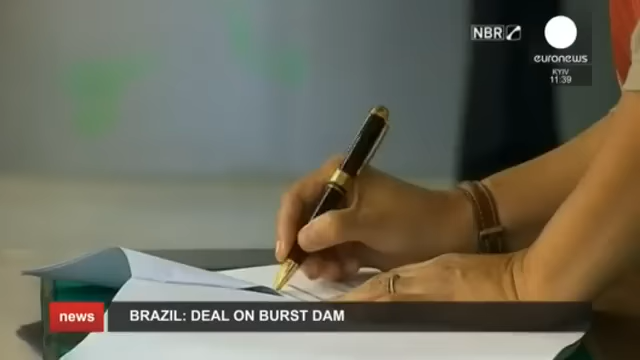 NBR
euronews
KYIV
11:39
news
BRAZIL: DEAL ON BURST DAM